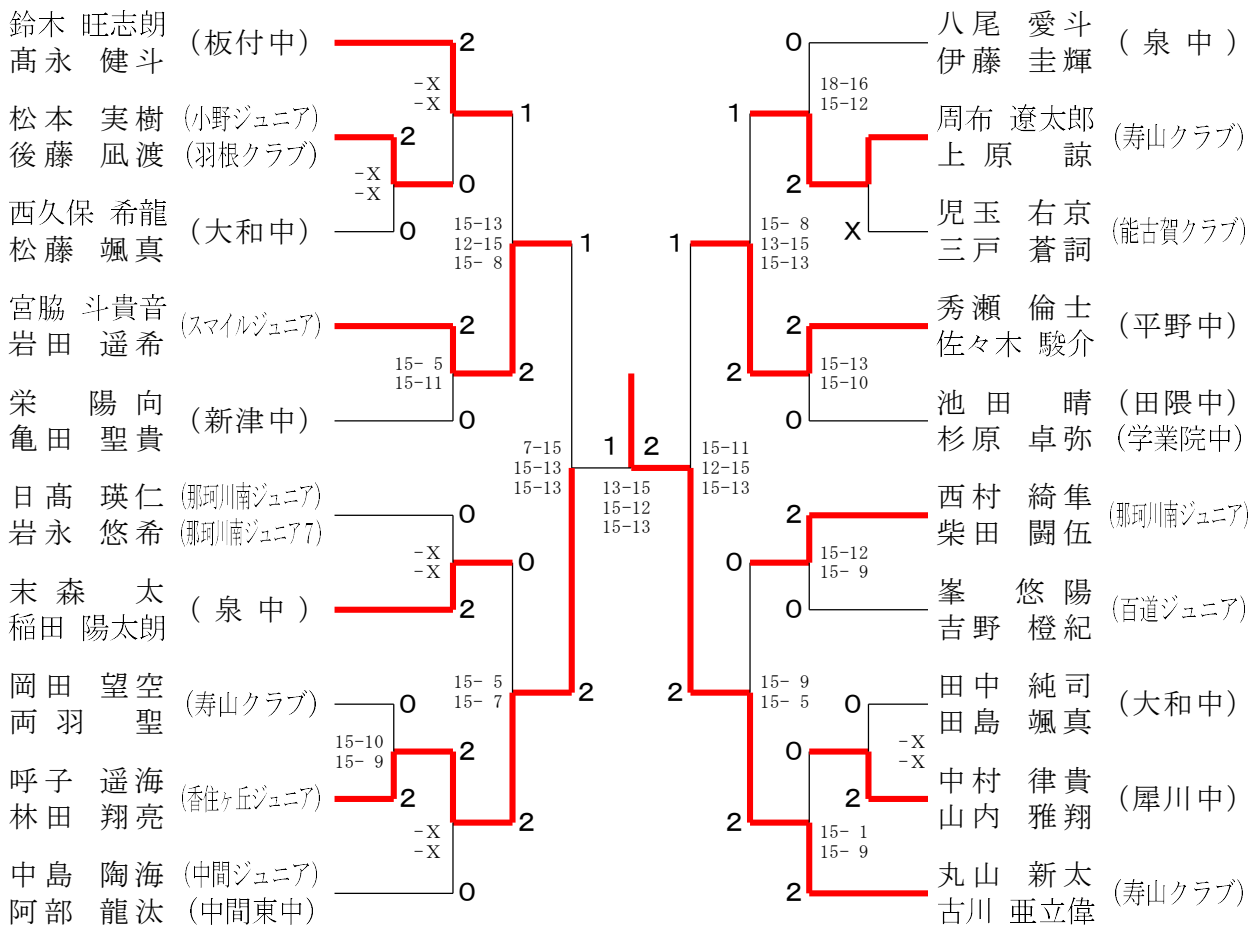 鈴木 旺志朗
髙永 健斗
(板付中)
松本 実樹 (小野ジュニア)
後藤 凪渡 (羽根クラブ)
西久保 希龍
松藤 颯真
(大和中)
宮脇 斗貴音
岩田 遥希
(スマイルジュニア)
栄 陽向
亀田 聖貴
(新津中)
日髙 瑛仁 (那珂川南ジュニア)
岩永 悠希 (那珂川南ジュニア7)
末森 太
稲田 陽太朗
(泉中)
岡田 望空
両羽 聖
(寿山クラブ)
呼子 遥海
林田 翔亮
(香住ヶ丘ジュニア)
中島 陶海 (中間ジュニア)
阿部 龍汰 (中間東中)
2
-X
-X
1
2
0
-X
-X
0
15-13
12-15
15- 8
1
2
15- 5
15-11
2
0
7-15
15-13
15-13
0
-X
-X
0
2
15- 5
15- 7
2
0
15-10
15- 9
2
2
2
-X
-X
0
1 2
13-15
15-12
15-13
0
18-16
15-12
1
2
X
15- 8
13-15
15-13
1
2
15-13
15-10
2
0
15-11
12-15
15-13
2
15-12
15- 9
0
0
15- 9
15- 5
2
0
-X
-X
0
2
2
15- 1
15- 9
2
八尾 愛斗
伊藤 圭輝
(泉中)
周布 遼太郎
上原 諒
(寿山クラブ)
児玉 右京
三戸 蒼詞
(能古賀クラブ)
秀瀬 倫士
佐々木 駿介
(平野中)
池田 晴 (田隈中)
杉原 卓弥 (学業院中)
西村 綺隼
柴田 闘伍
(那珂川南ジュニア)
峯 悠陽
吉野 橙紀
(百道ジュニア)
田中 純司
田島 颯真
(大和中)
中村 律貴
山内 雅翔
(犀川中)
丸山 新太
古川 亜立偉
(寿山クラブ)